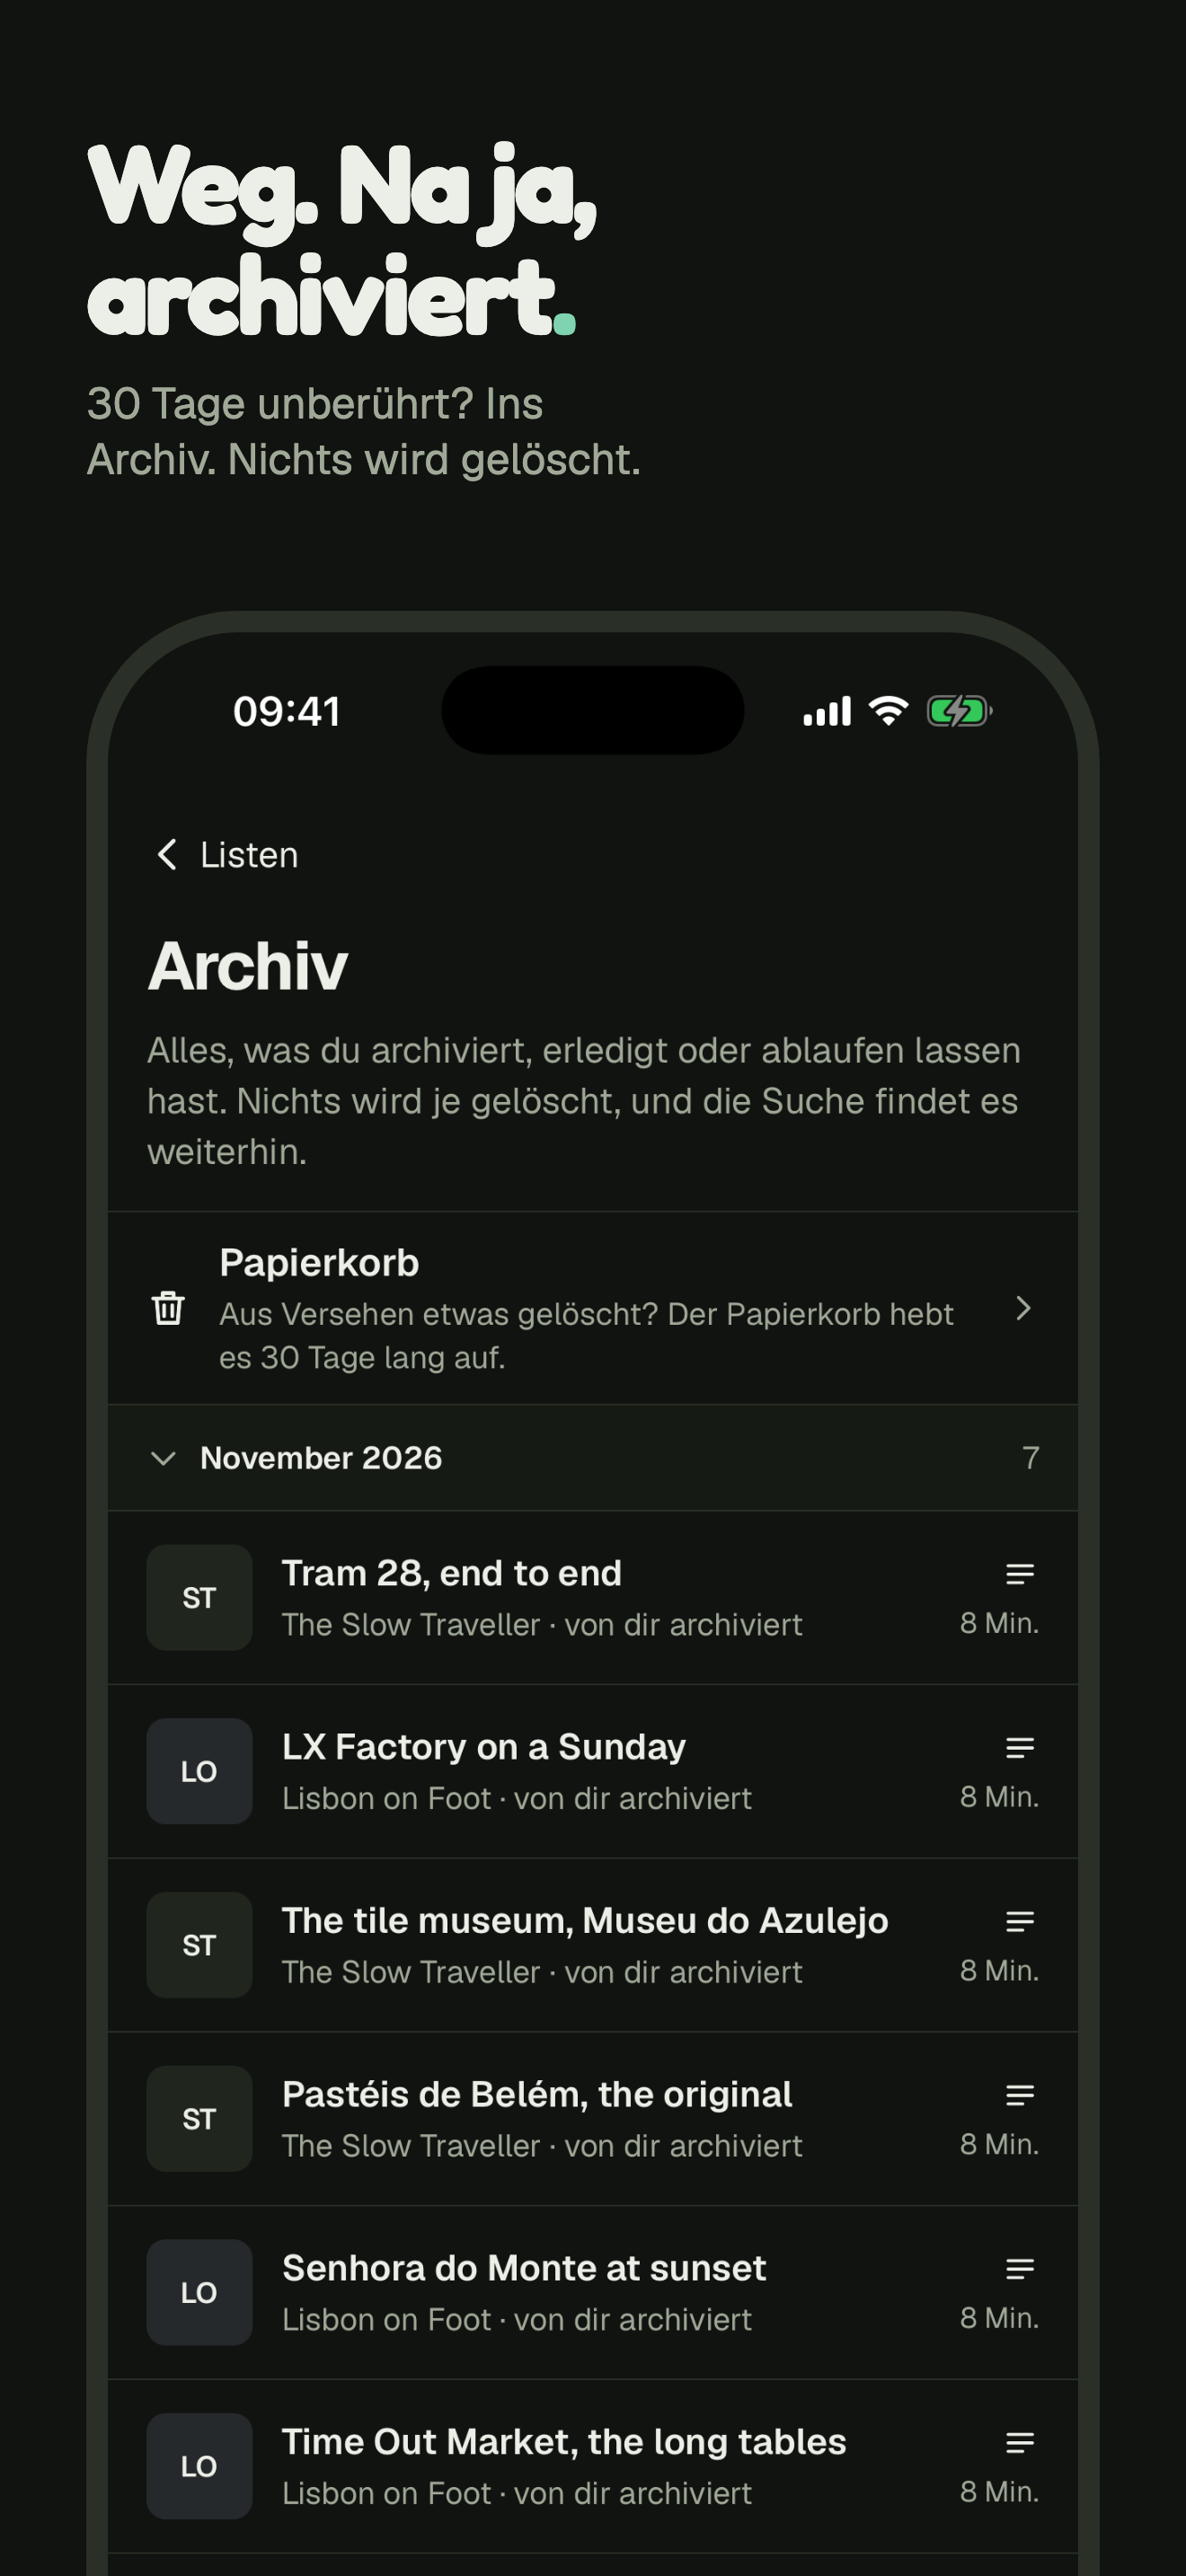 Weg. Na ja,
archiviert.
30 Tage unberührt? Ins
Archiv. Nichts wird gelöscht.
09:41
Listen
Archiv
Alles, was du archiviert, erledigt oder ablaufen lassen
hast. Nichts wird je gelöscht, und die Suche findet es
weiterhin.
Papierkorb
Aus Versehen etwas gelöscht? Der Papierkorb hebt
es 30 Tage lang auf.
November 2026 7
ST
Tram 28, end to end
The Slow Traveller · von dir archiviert
8 Min.
LO
LX Factory on a Sunday
Lisbon on Foot · von dir archiviert
8 Min.
ST
The tile museum, Museu do Azulejo
The Slow Traveller · von dir archiviert
8 Min.
ST
Pastéis de Belém, the original
The Slow Traveller · von dir archiviert
8 Min.
LO
Senhora do Monte at sunset
Lisbon on Foot · von dir archiviert
8 Min.
LO
Time Out Market, the long tables
Lisbon on Foot · von dir archiviert
8 Min.